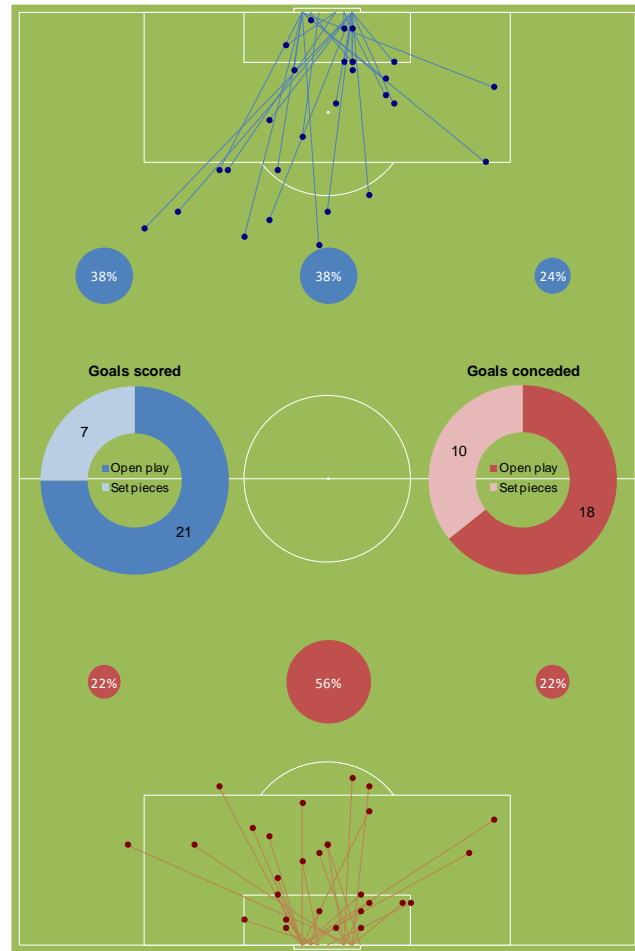 38% 38% 24%
Goals scored Goals conceded
7
10
Open play
Set pieces
Open play
Set pieces
21
18
22% 56% 22%